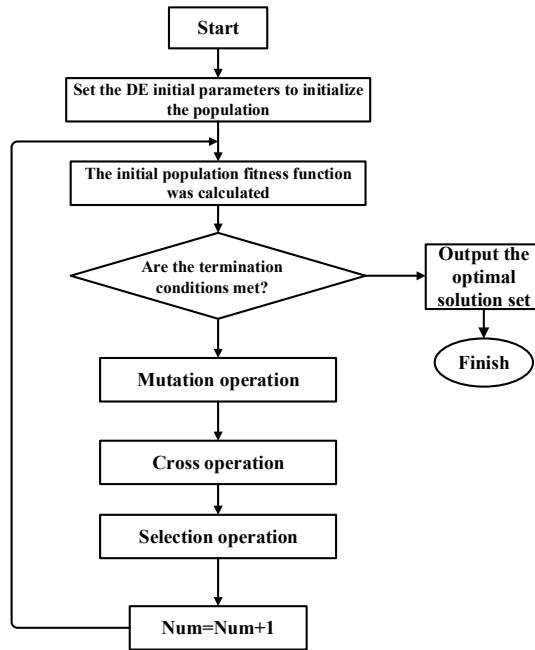 Start
Set the DE initial parameters to initialize
the population
The initial population fitness function
was calculated
Are the termination
conditions met?
Output the
optimal
solution set
Finish
Mutation operation
Cross operation
Selection operation
Num=Num+1